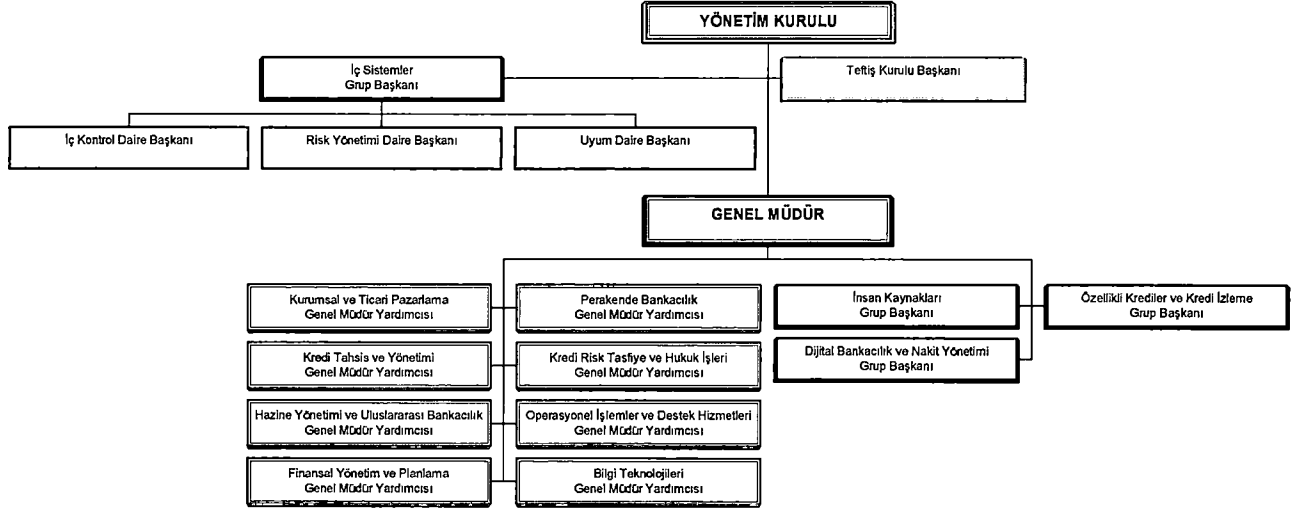 YÖNETİM KURULU
İç Sistemler
Grup Başkanı
Teftiş Kurulu Başkanı
İç Kontrol Daire Başkanı
Risk Yönetimi Daire Başkanı
Uyum Daire Başkanı
GENEL MÜDÜR
Kurumsal ve Ticari Pazarlama
Genel Müdür Yardımcısı
Perakende Bankacılık
Genel Müdür Yardımcısı
İnsan Kaynakları
Grup Başkanı
Özellikli Krediler ve Kredi İzleme
Grup Başkanı
Kredi Tahsis ve Yönetimi
Genel Müdür Yardımcısı
Kredi Risk Tasfiye ve Hukuk İşleri
Genel Müdür Yardımcısı
Dijital Bankacılık ve Nakit Yönetimi
Grup Başkanı
Hazine Yönetimi ve Uluslararası Bankacılık
Genel Müdür Yardımcısı
Operasyonel İşlemler ve Destek Hizmetleri
Genel Müdür Yardımcısı
Finansal Yönetim ve Planlama
Genel Müdür Yardımcısı
Bilgi Teknolojileri
Genel Müdür Yardımcısı